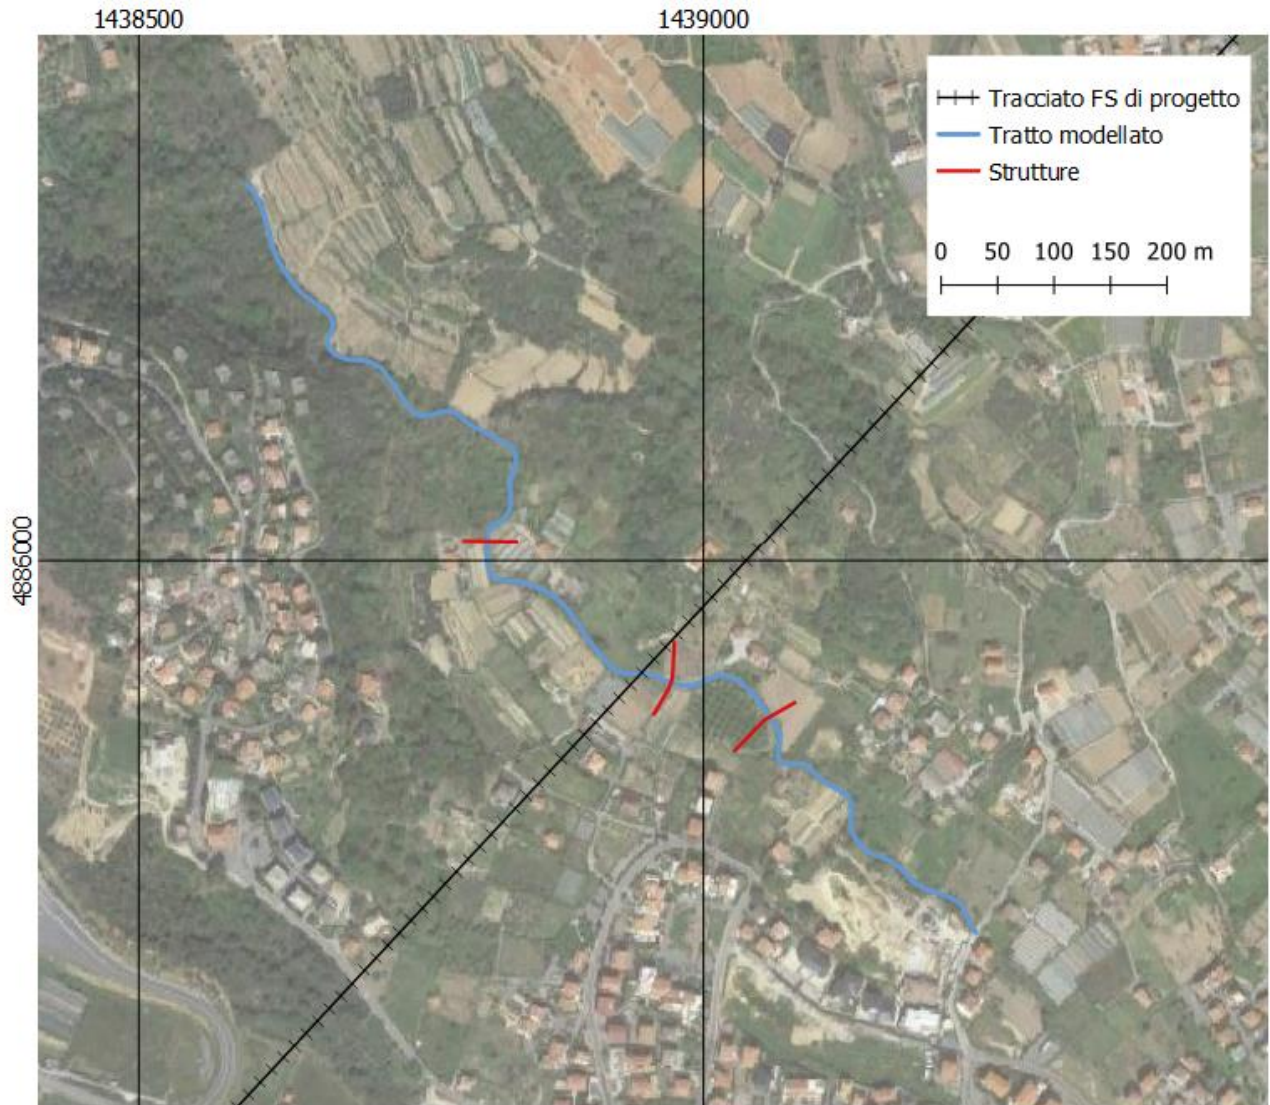 1438500 1439000
Tracciato FS di progetto
Tratto modellato
Strutture
0 50 100 150 200 m
4886000